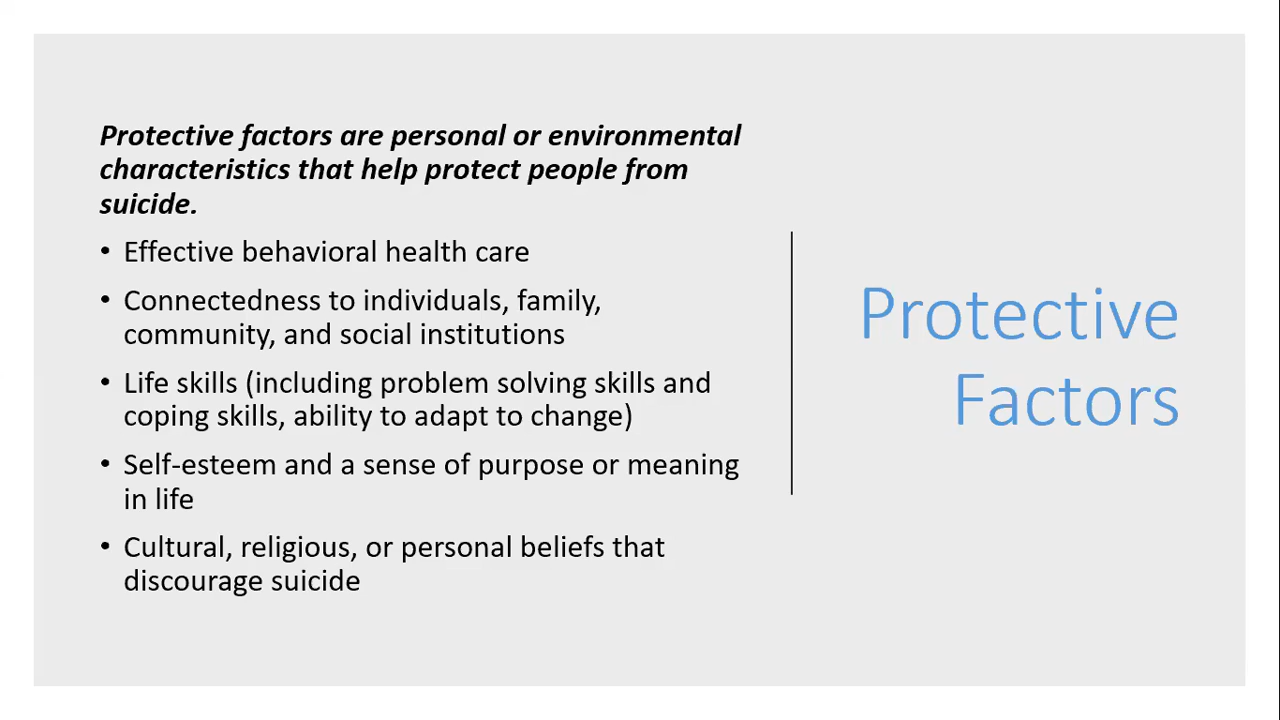 Protective factors are personal or environmental
characteristics that help protect people from
suicide.
• Effective behavioral health care
• Connectedness to individuals, family,
community, and social institutions
• Life skills (including problem solving skills and
coping skills, ability to adapt to change)
• Self-esteem and a sense of purpose or meaning
in life
• Cultural, religious, or personal beliefs that
discourage suicide
Protective
Factors